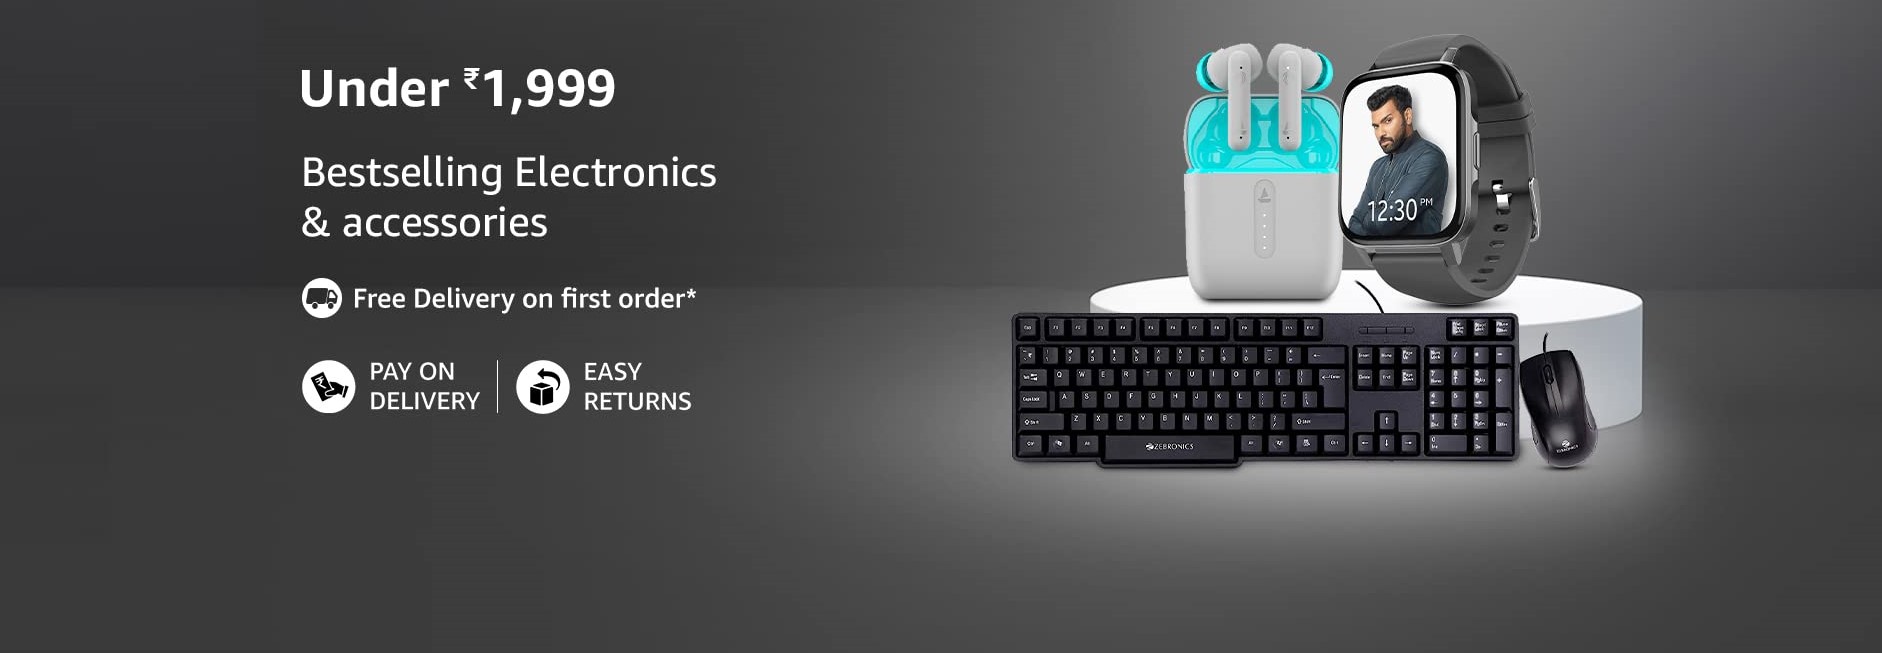 Under ₹1,999
Bestselling Electronics
& accessories
Free Delivery on first order*
PAY ON
DELIVERY
EASY
RETURNS
12:30 PM
ZEBRONICS
ZEBRONICS